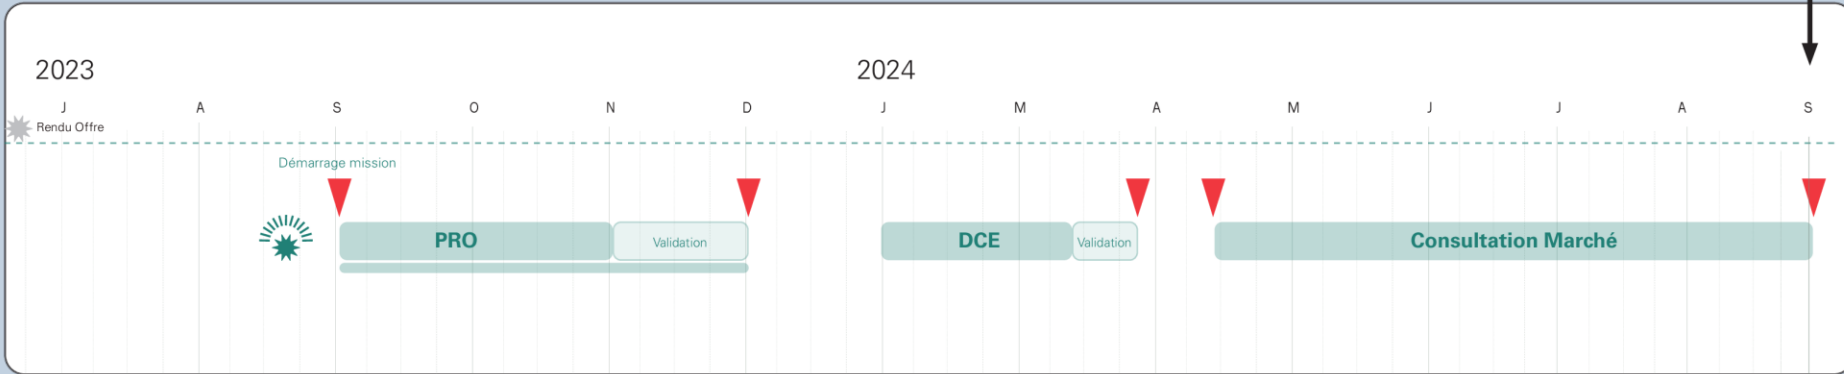 2023 2024
J A S O N D J M A M J J A S
Rendu Offre
Démarrage mission
PRO Validation DCE Validation Consultation Marché